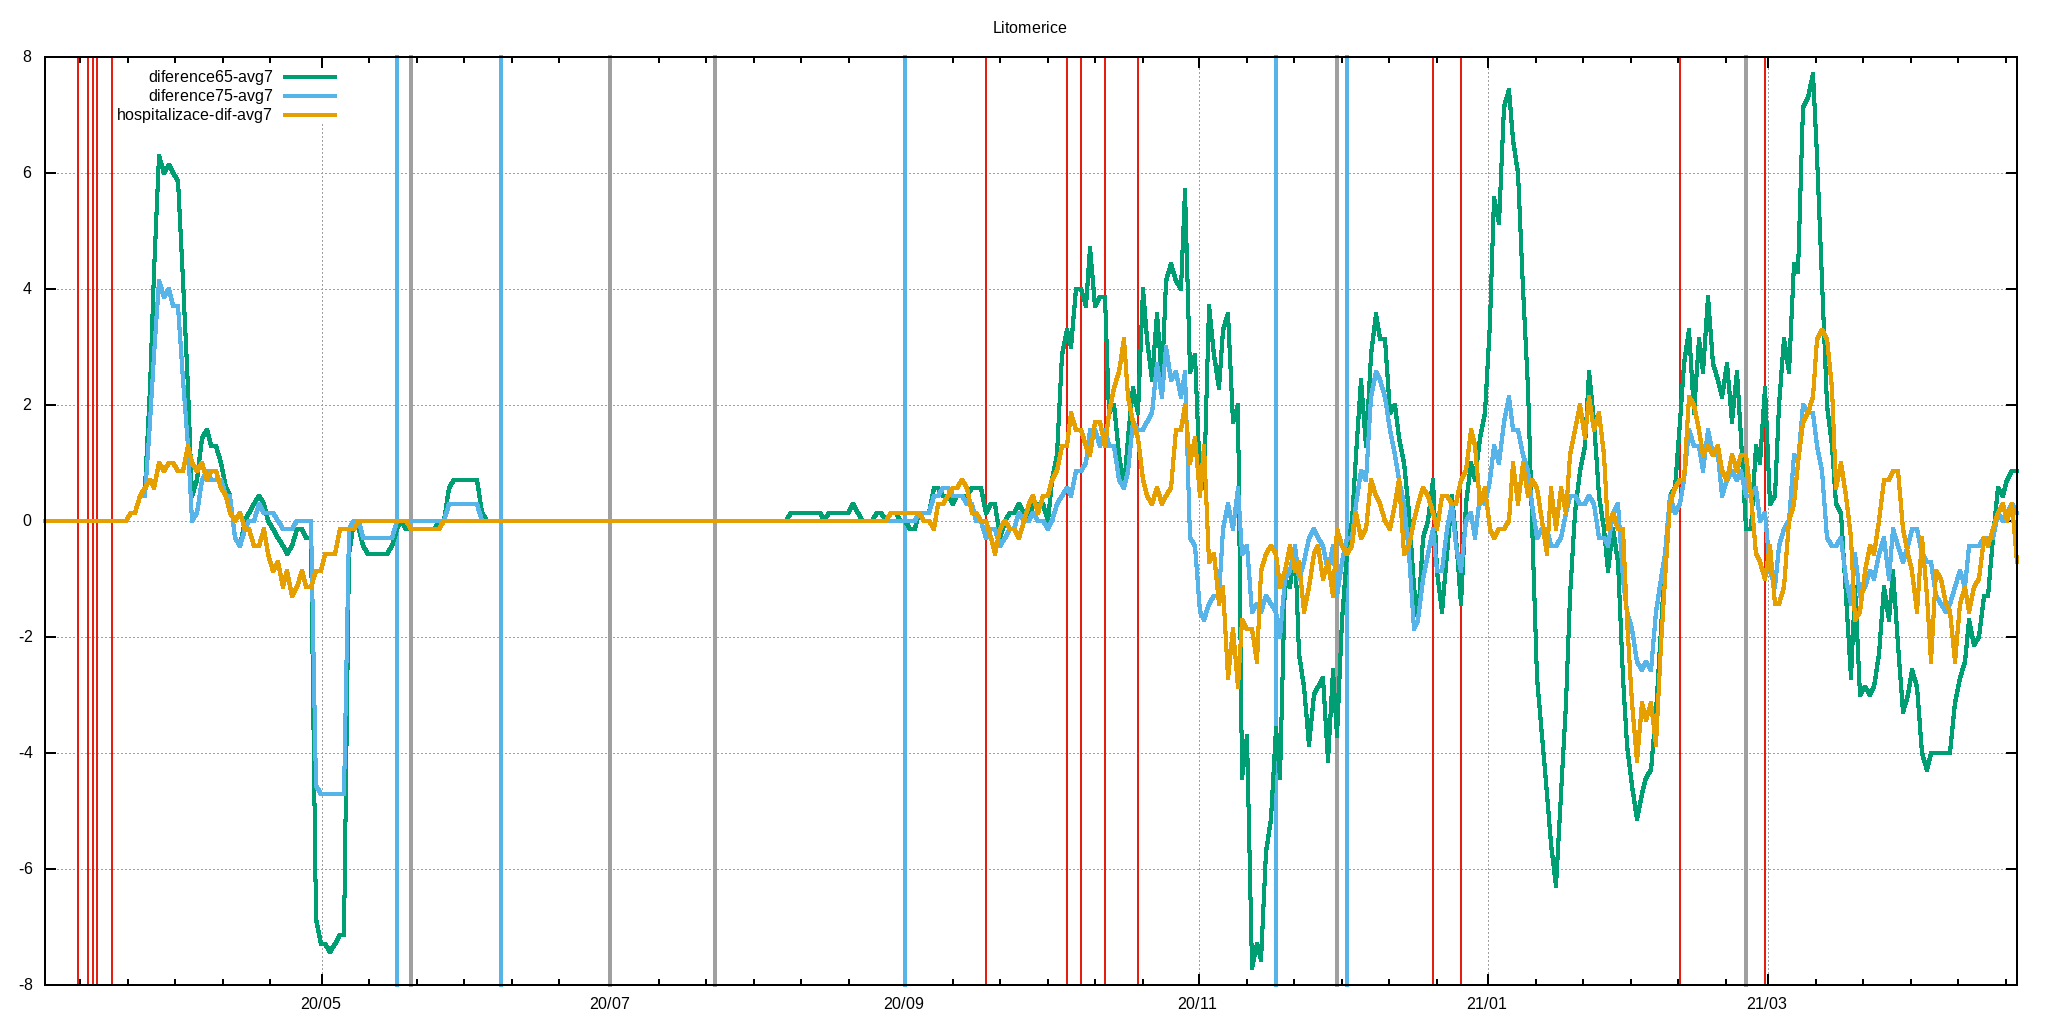 Litomerice
8
diference65-avg7
diference75-avg7
hospitalizace-dif-avg7
6
4
2
0
-2
-4
-6
-8
20/05 20/07 20/09 20/11 21/01 21/03